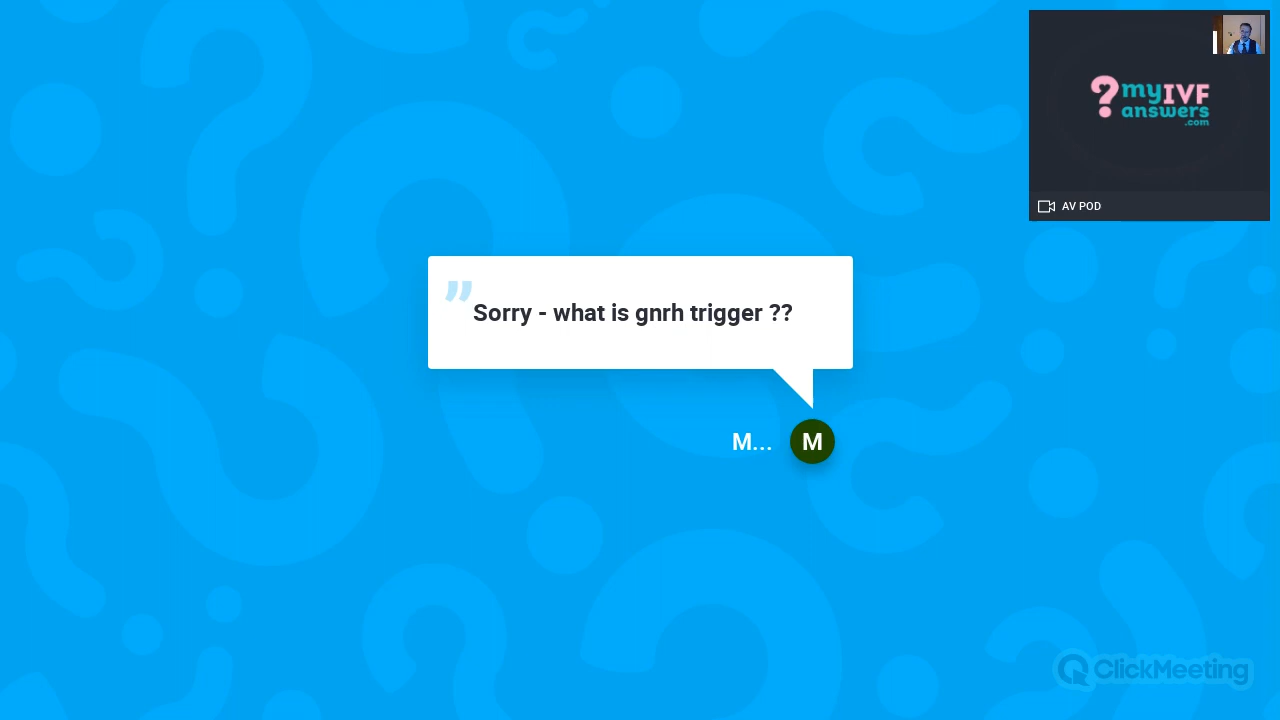 myIVF
answers
.com
AV POD
Sorry - what is gnrh trigger ??
M...
M
ClickMeeting